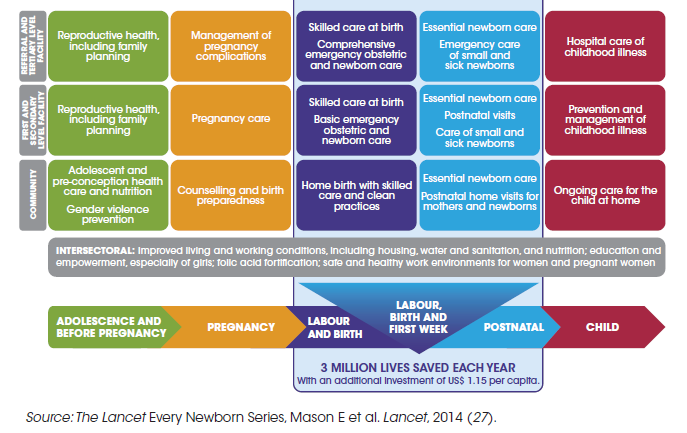 REFERRAL AND
TERTIARY LEVEL
FACILITY
Reproductive health,
including family
planning
Management of
pregnancy
complications
Skilled care at birth
Comprehensive
emergency obstetric
and newborn care
Essential newborn care
Emergency care
of small and
sick newborns
Hospital care of
childhood illness
FIRST AND
SECONDARY
LEVEL FACILITY
Reproductive health,
including family
planning
Pregnancy care
Skilled care at birth
Basic emergency
obstetric and
newborn care
Essential newborn care
Postnatal visits
Care of small and
sick newborns
Prevention and
management of
childhood illness
COMMUNITY
Adolescent and
pre-conception health
care and nutrition
Gender violence
prevention
Counselling and birth
preparedness
Home birth with skilled
care and clean
practices
Essential newborn care
Postnatal home visits for
mothers and newborns
Ongoing care for the
child at home
INTERSECTORAL: Improved living and working conditions, including housing, water and sanitation, and nutrition; education and
empowerment, especially of girls; folic acid fortification; safe and healthy work environments for women and pregnant women
ADOLESCENCE AND
BEFORE PREGNANCY
PREGNANCY
LABOUR
AND BIRTH
LABOUR,
BIRTH AND
FIRST WEEK
POSTNATAL
CHILD
3 MILLION LIVES SAVED EACH YEAR
With an additional investment of US$ 1.15 per capita.
Source: The Lancet Every Newborn Series, Mason E et al. Lancet, 2014 (27).